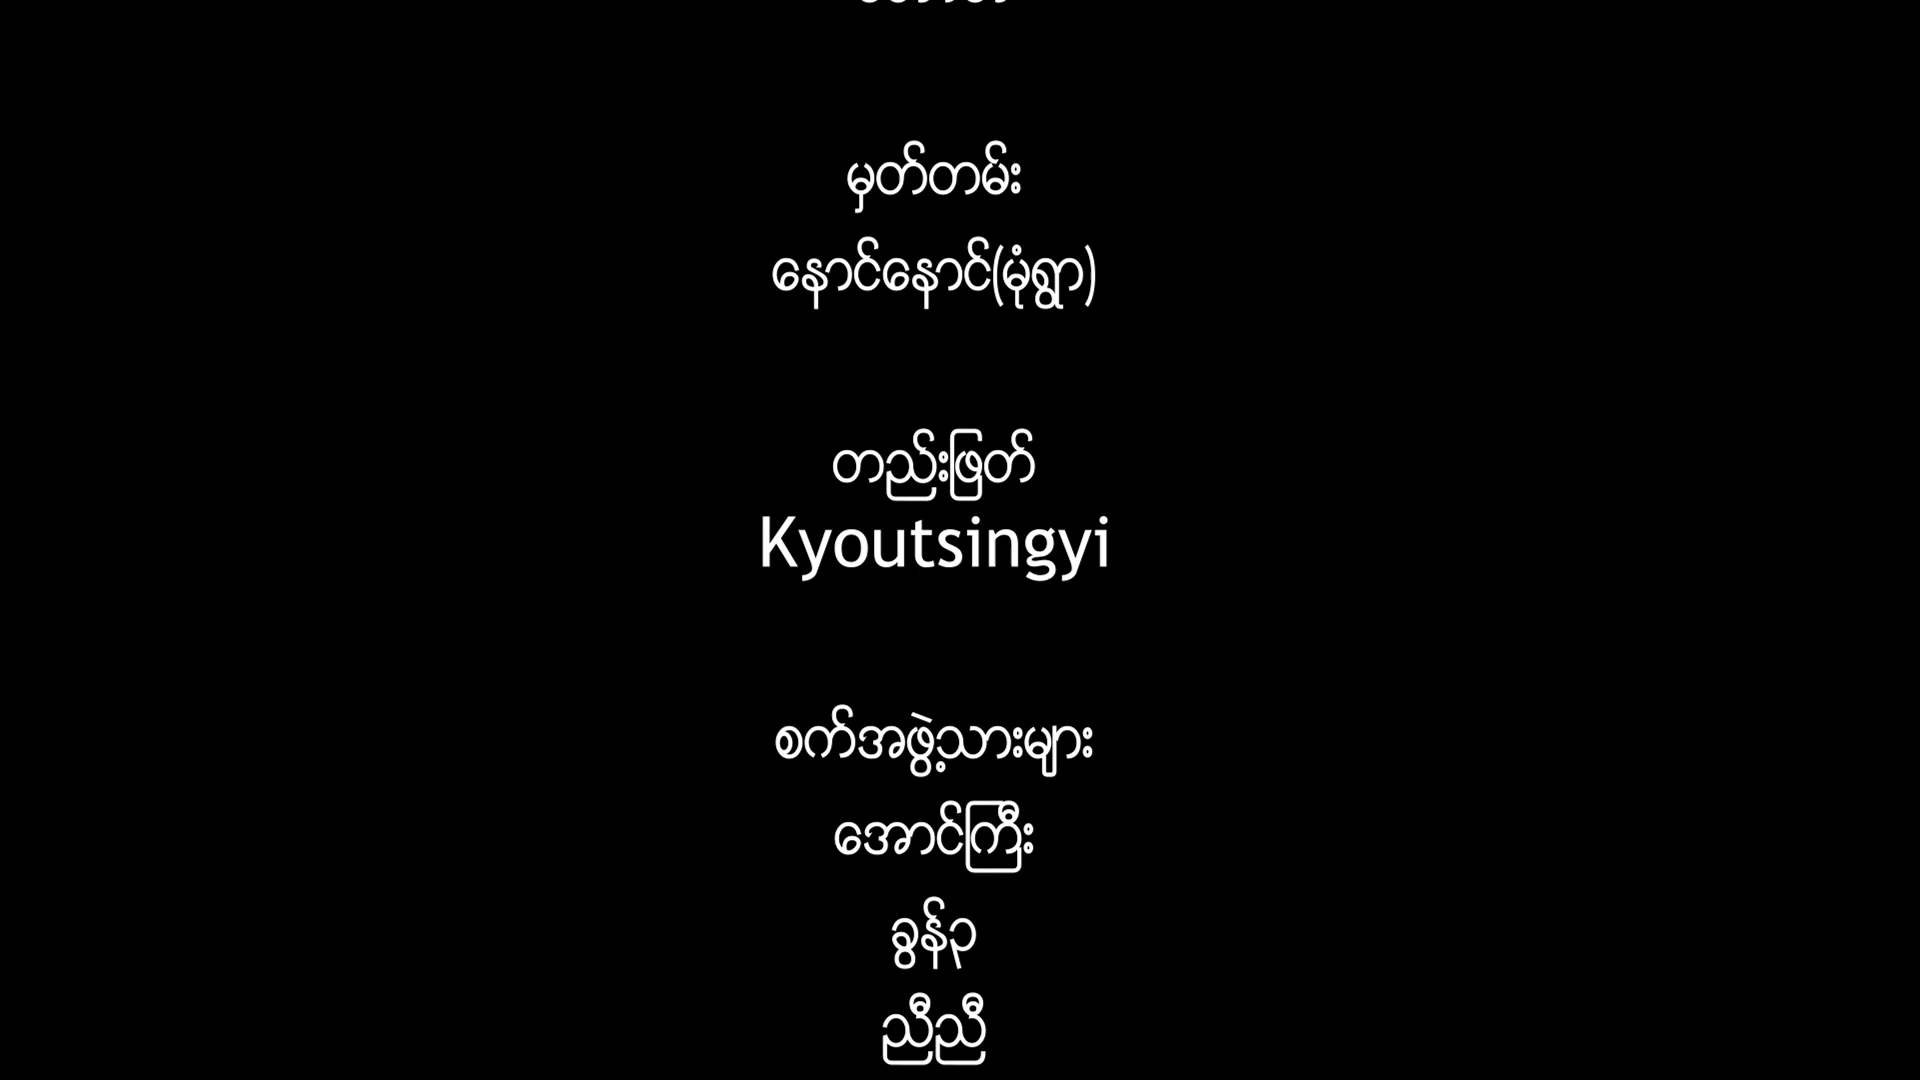 မှတ်တမ်း
နောင်နောင်(မုံရွာ)
တည်းဖြတ်
Kyoutsingyi
စက်အဖွဲ့သားများ
အောင်ကြီး
ခွန်၃
ညီညီ